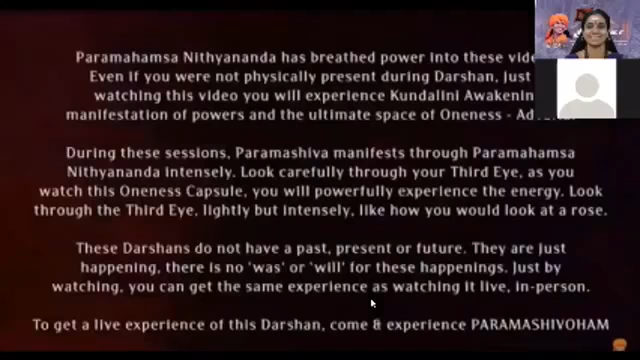 Paramahamsa Nithyananda has breathed power into these
Even if you were not physically present during Darshan, Just
watching this video you will experience Kundalini
manifestation of powers and the ultimate space of Oneness -
During these sessions, Paramashiva manifests through Paramahamsa
Nithyananda intensely. Look carefully through your Third Eye, as you
watch this Oneness Capsule, you will powerfully experience the energy. Look
through the Third Eye, lightly but intensely, like how you would look at a rose.
These Darshans do not have a past, present or future. They are Just
happening, there is no 'was' or 'will' for these happenings. Just by
watching, you can get the same experience as watching it live, in-person.
To get a live experience of this Darshan, come & experience PARAMASHIVOHAM